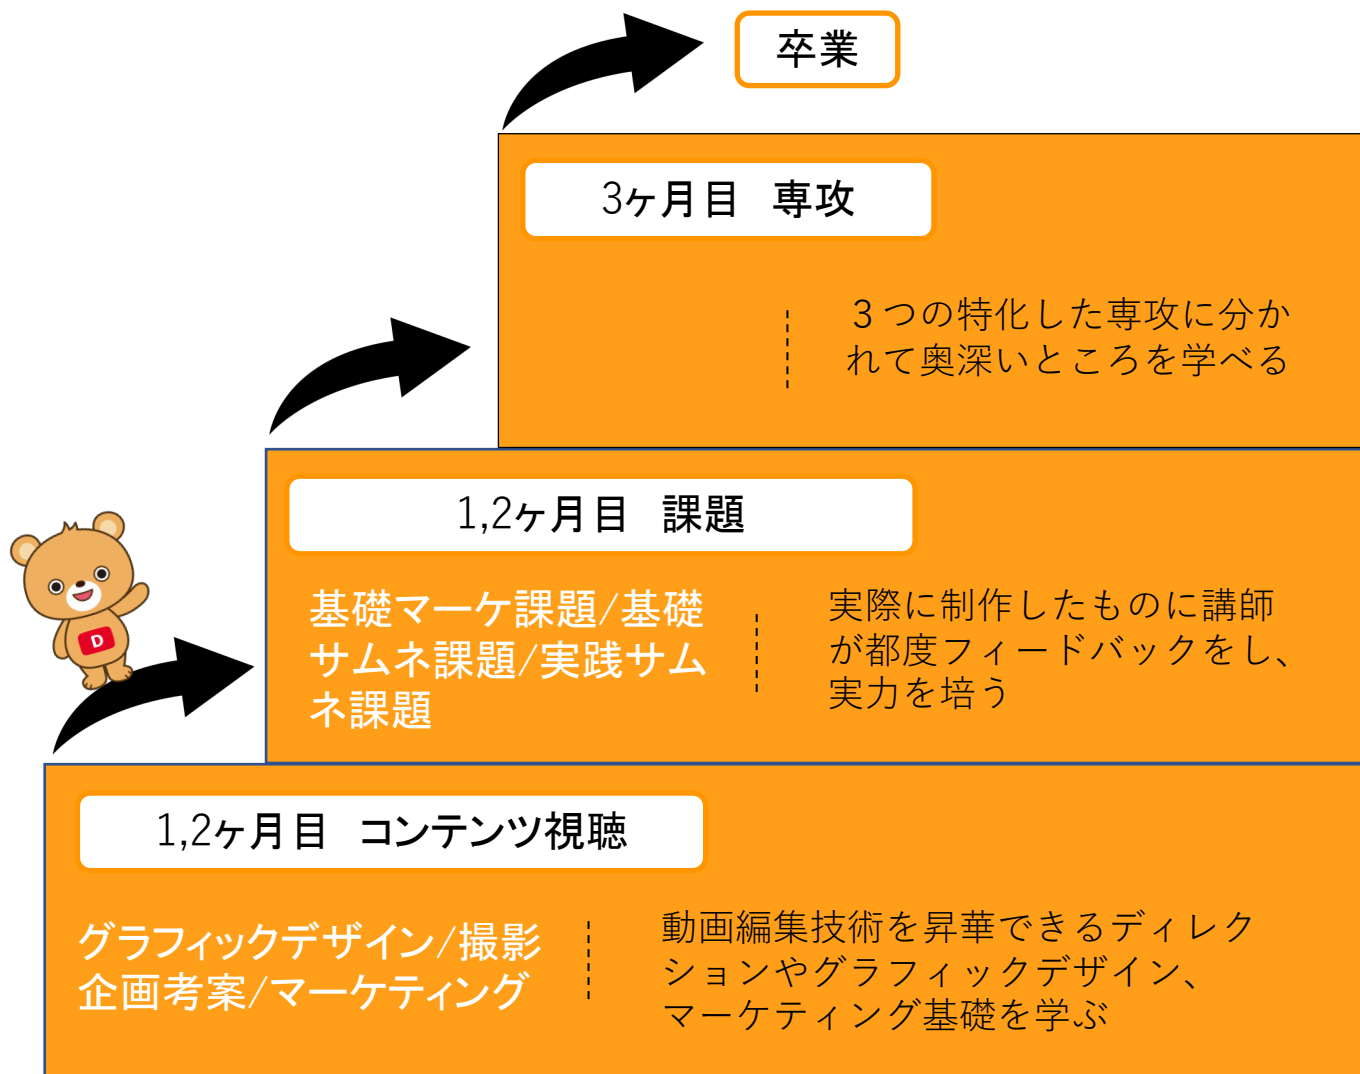 卒業
3ヶ月目 専攻
３つの特化した専攻に分か
れて奥深いところを学べる
1,2ヶ月目 課題
基礎マーケ課題/基礎
サムネ課題/実践サム
ネ課題
実際に制作したものに講師
が都度フィードバックをし、
実力を培う
D
1,2ヶ月目 コンテンツ視聴
グラフィックデザイン/撮影
企画考案/マーケティング
動画編集技術を昇華できるディレク
ションやグラフィックデザイン、
マーケティング基礎を学ぶ